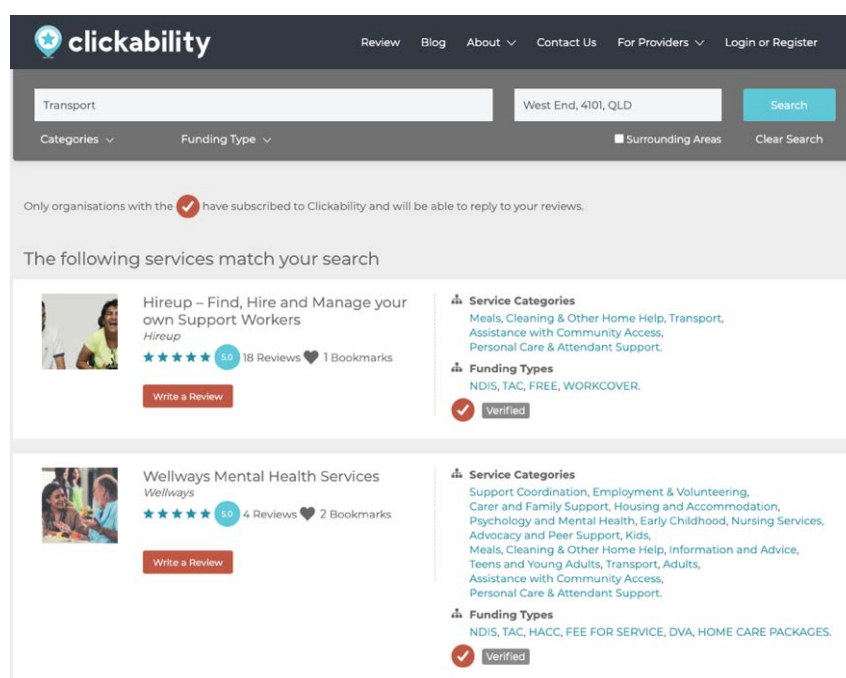 clickability
Review Blog About Contact Us For Providers Login or Register
Transport
West End, 4101, QLD
Search
Categories
Funding Type
Surrounding Areas
Clear Search
Only organisations with the have subscribed to Clickability and will be able to reply to your reviews.
The following services match your search
Hireup – Find, Hire and Manage your
own Support Workers
Hireup
5.0 18 Reviews 1 Bookmarks
Write a Review
Service Categories
Meals, Cleaning & Other Home Help, Transport,
Assistance with Community Access,
Personal Care & Attendant Support.
Funding Types
NDIS, TAC, FREE, WORKCOVER.
Verified
Wellways Mental Health Services
Wellways
5.0 4 Reviews 2 Bookmarks
Write a Review
Service Categories
Support Coordination, Employment & Volunteering,
Carer and Family Support, Housing and Accommodation,
Psychology and Mental Health, Early Childhood, Nursing Services,
Advocacy and Peer Support, Kids,
Meals, Cleaning & Other Home Help, Information and Advice,
Teens and Young Adults, Transport, Adults,
Assistance with Community Access,
Personal Care & Attendant Support.
Funding Types
NDIS, TAC, HACC, FEE FOR SERVICE, DVA, HOME CARE PACKAGES.
Verified